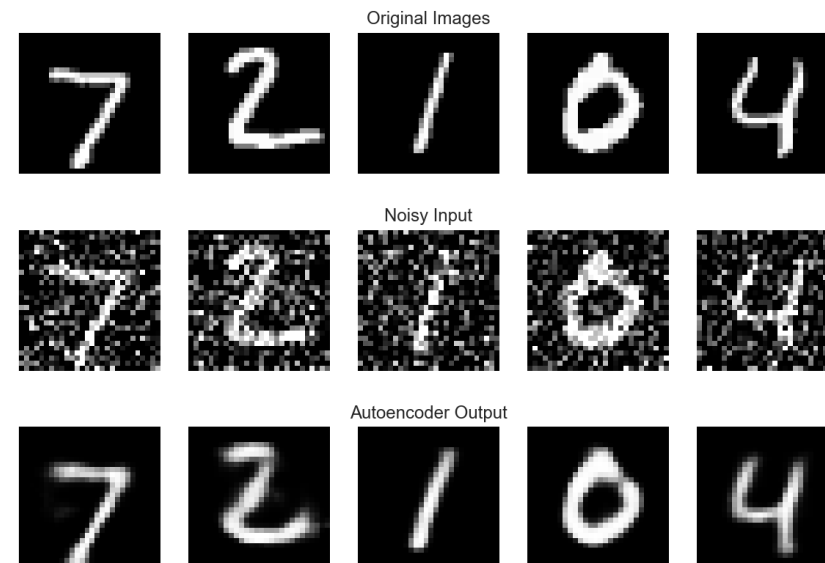 Original Images
7 2 1 0 4
Noisy Input
7 2 1 0 4
Autoencoder Output
7 2 1 0 4